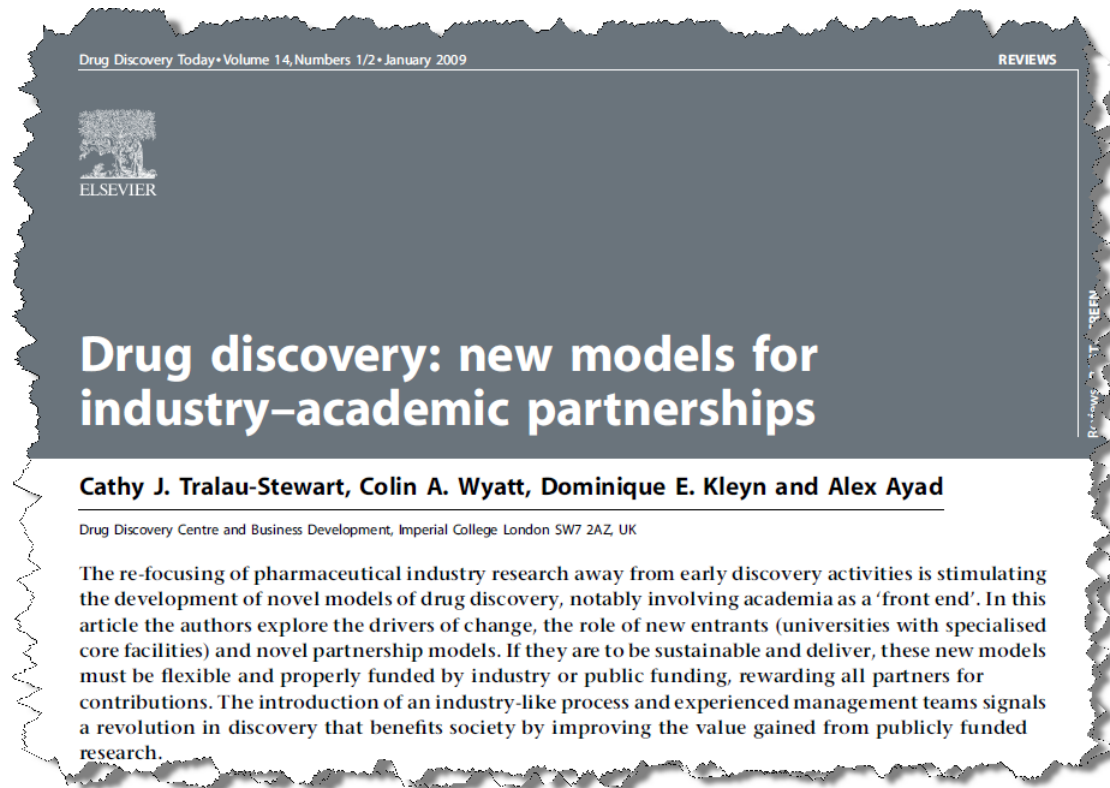 Drug Discovery Today•Volume 14, Numbers 1/2•January 2009
REVIEWS
ELSEVIER
Drug discovery: new models for
industry–academic partnerships
Cathy J. Tralau-Stewart, Colin A. Wyatt, Dominique E. Kleyn and Alex Ayad
Drug Discovery Centre and Business Development, Imperial College London SW7 2AZ, UK
The re-focusing of pharmaceutical industry research away from early discovery activities is stimulating
the development of novel models of drug discovery, notably involving academia as a ‘front end’. In this
article the authors explore the drivers of change, the role of new entrants (universities with specialised
core facilities) and novel partnership models. If they are to be sustainable and deliver, these new models
must be flexible and properly funded by industry or public funding, rewarding all partners for
contributions. The introduction of an industry-like process and experienced management teams signals
a revolution in discovery that benefits society by improving the value gained from publicly funded
research.